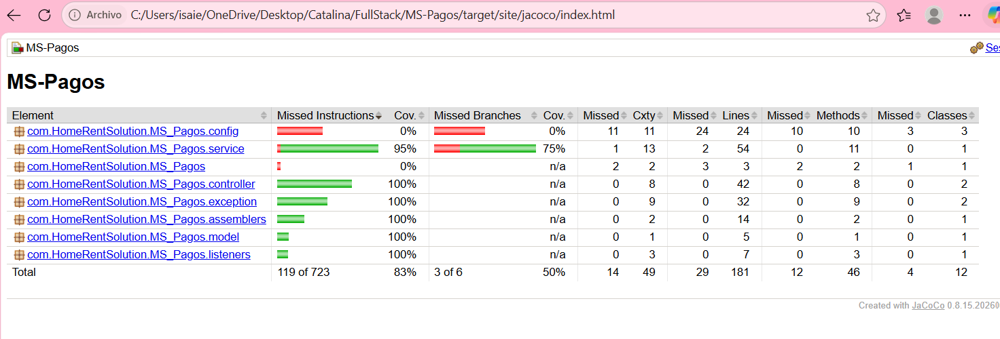 Archivo C:/Users/isaie/OneDrive/Desktop/Catalina/FullStack/MS-Pagos/target/site/jacoco/index.html
MS-Pagos Ses
MS-Pagos
Element Missed Instructions Cov. Missed Branches Cov. Missed Cxty Missed Lines Missed Methods Missed Classes
com.HomeRentSolution.MS_Pagos.config 0% 0% 11 11 24 24 10 10 3 3
com.HomeRentSolution.MS_Pagos.service 95% 75% 1 13 2 54 0 11 0 1
com.HomeRentSolution.MS_Pagos 0% n/a 2 2 3 3 2 2 1 1
com.HomeRentSolution.MS_Pagos.controller 100% n/a 0 8 0 42 0 8 0 2
com.HomeRentSolution.MS_Pagos.exception 100% n/a 0 9 0 32 0 9 0 2
com.HomeRentSolution.MS_Pagos.assemblers 100% n/a 0 2 0 14 0 2 0 1
com.HomeRentSolution.MS_Pagos.model 100% n/a 0 1 0 5 0 1 0 1
com.HomeRentSolution.MS_Pagos.listeners 100% n/a 0 3 0 7 0 3 0 1
Total 119 of 723 83% 3 of 6 50% 14 49 29 181 12 46 4 12
Created with JaCoCo 0.8.15.20260